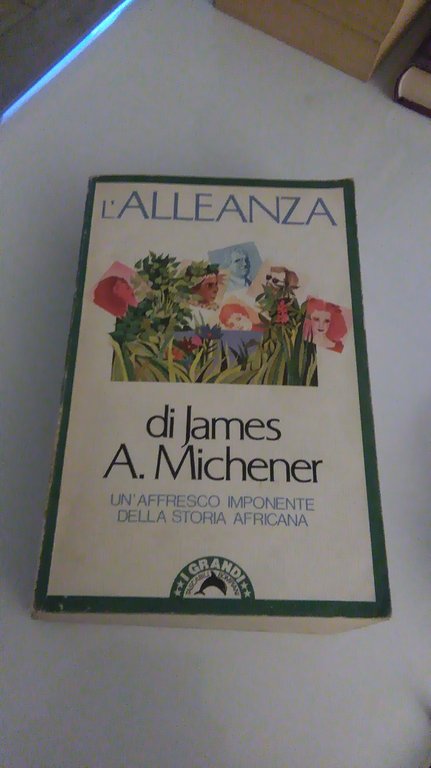 L'ALLEANZA
di James
A. Michener
UN'AFFRESCO IMPONENTE
DELLA STORIA AFRICANA
I GRANDI